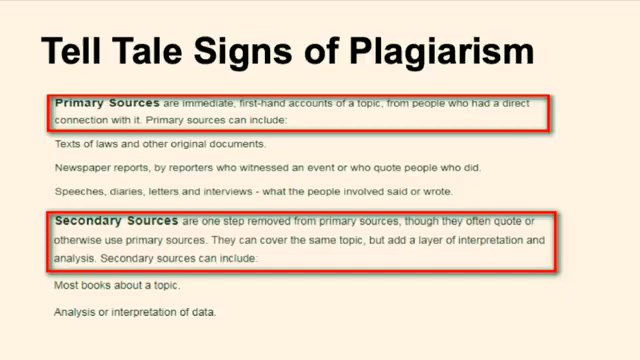 Tell Tale Signs of Plagiarism
Primary Sources are immediate, first-hand accounts of a topic, from people who had a direct
connection with it. Primary sources can include:
Texts of laws and other original documents.
Newspaper reports, by reporters who witnessed an event or who quote people who did.
Speeches, diaries, letters and interviews - what the people involved said or wrote.
Secondary Sources are one step removed from primary sources, though they often quote or
otherwise use primary sources. They can cover the same topic, but add a layer of interpretation and
analysis. Secondary sources can include:
Most books about a topic.
Analysis or interpretation of data.